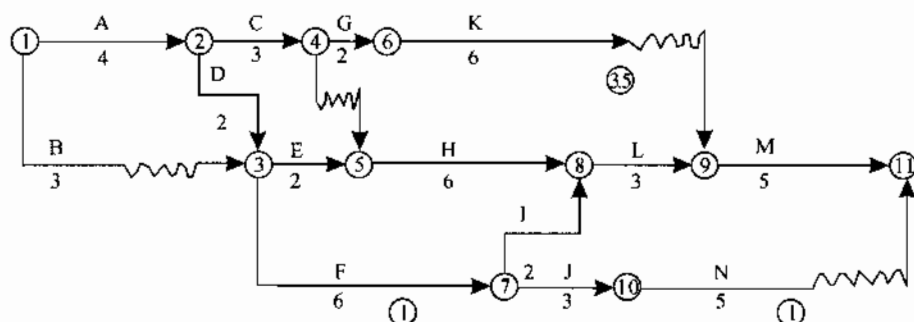 A C G K
① ② ④ ⑥
4 3 2 6
D ㉟
2
B E H L M
③ ⑤ ⑧ ⑨ ⑪
3 2 6 3 5
I
F 2 J N
⑦ ⑩
6 3 5
① ①